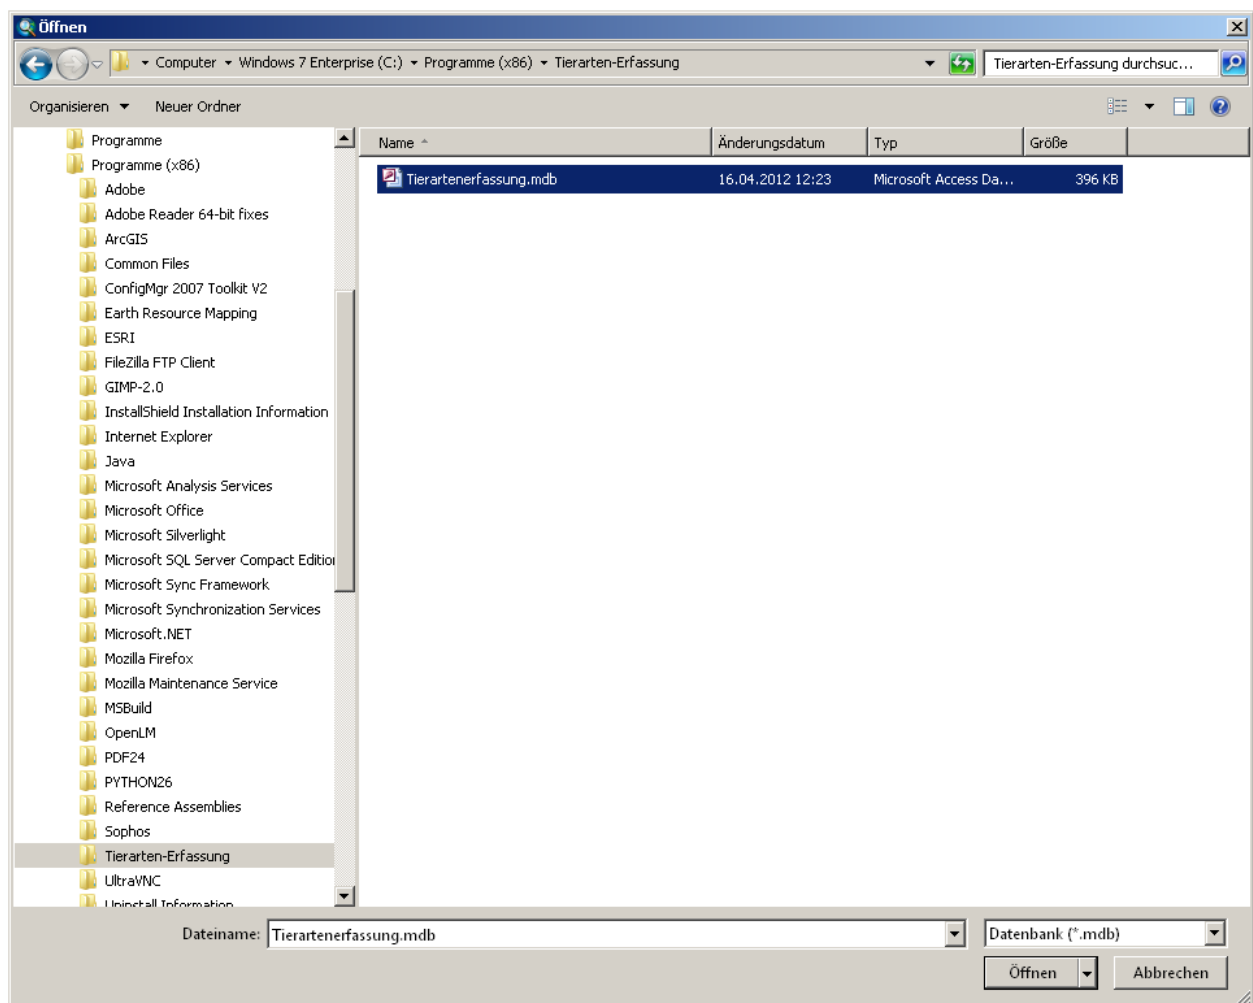 Öffnen
Computer Windows 7 Enterprise (C:) Programme (x86) Tierarten-Erfassung Tierarten-Erfassung durchsuc...
Organisieren Neuer Ordner
Name Änderungsdatum Typ Größe
Tierartenerfassung.mdb 16.04.2012 12:23 Microsoft Access Da... 396 KB
Programme
Programme (x86)
Adobe
Adobe Reader 64-bit fixes
ArcGIS
Common Files
ConfigMgr 2007 Toolkit V2
Earth Resource Mapping
ESRI
FileZilla FTP Client
GIMP-2.0
InstallShield Installation Information
Internet Explorer
Java
Microsoft Analysis Services
Microsoft Office
Microsoft Silverlight
Microsoft SQL Server Compact Edition
Microsoft Sync Framework
Microsoft Synchronization Services
Microsoft.NET
Mozilla Firefox
Mozilla Maintenance Service
MSBuild
OpenLM
PDF24
PYTHON26
Reference Assemblies
Sophos
Tierarten-Erfassung
UltraVNC
Uninstall Information
Dateiname: Tierartenerfassung.mdb Datenbank (*.mdb)
Öffnen Abbrechen